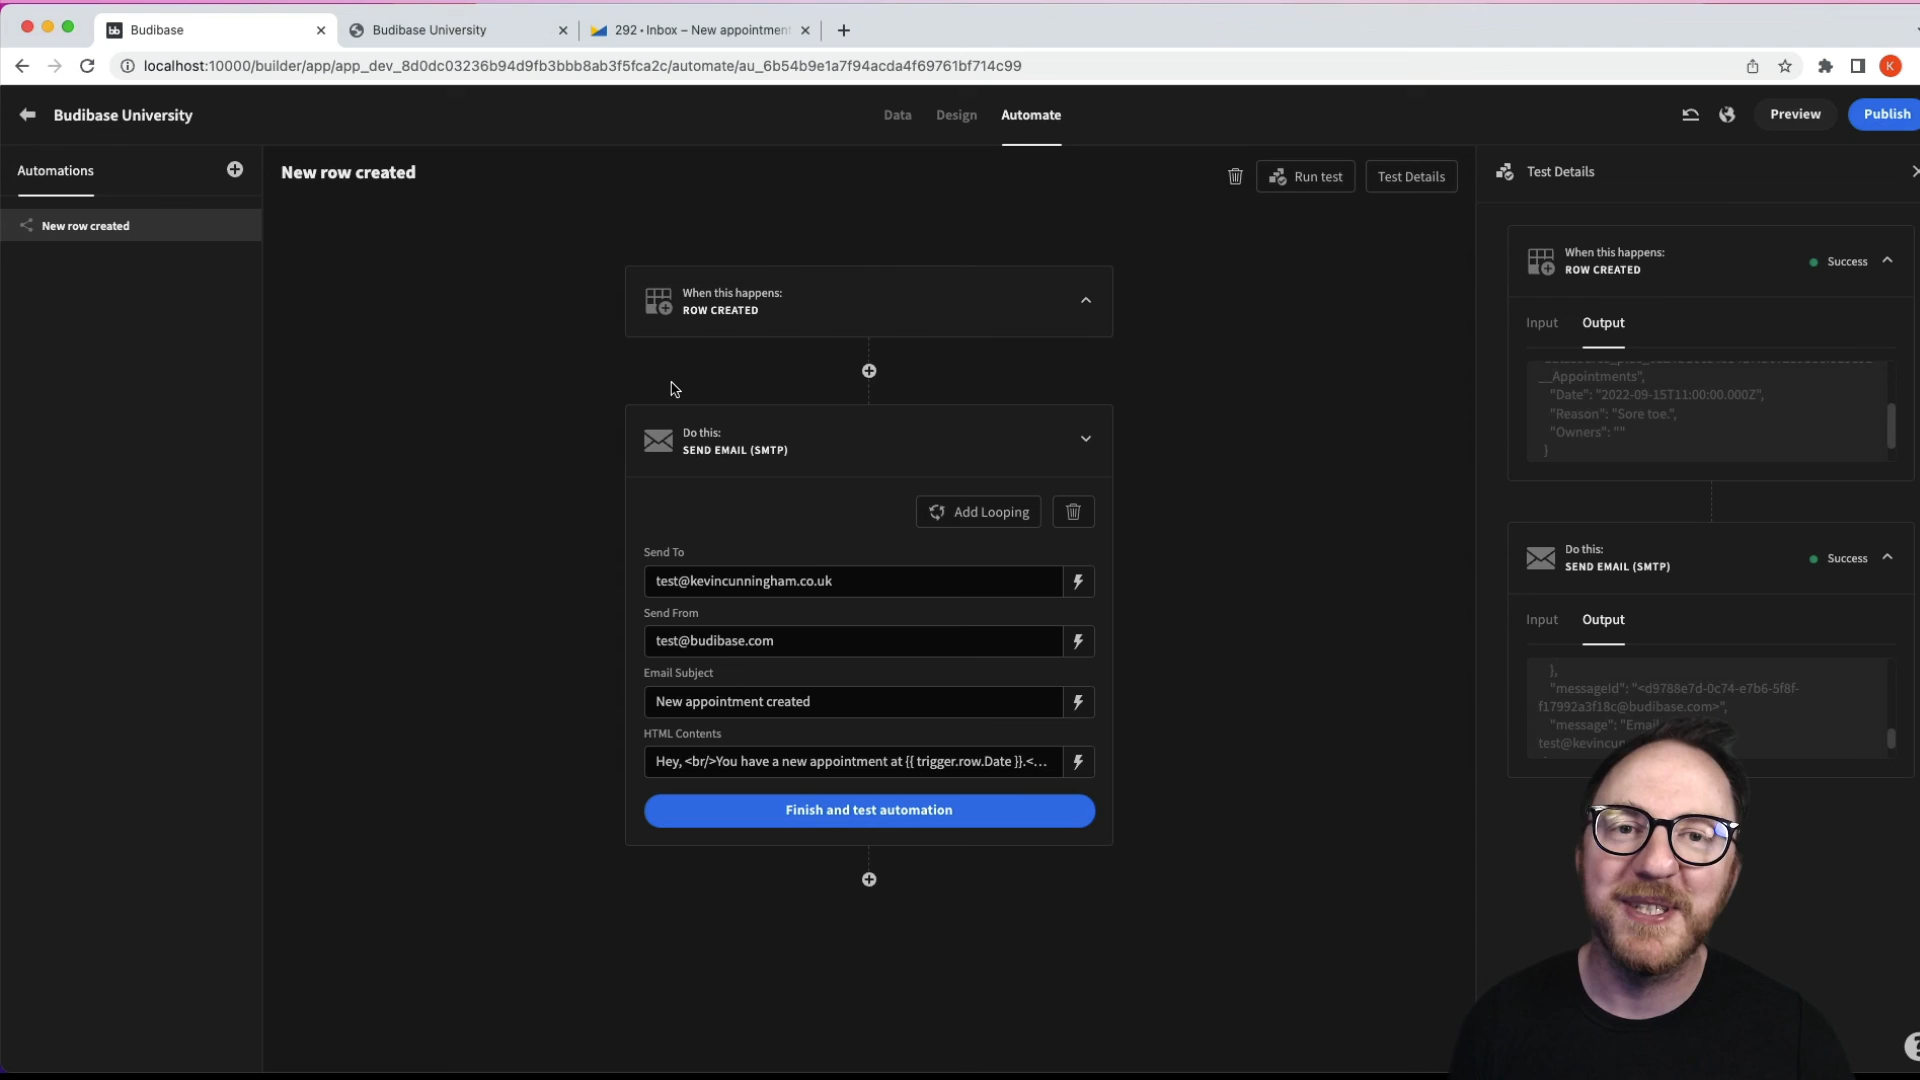 Budibase
Budibase University
292 • Inbox – New appointment
localhost:10000/builder/app/app_dev_8d0dc03236b94d9fb3bbb8ab3f5fca2c/automate/au_6b54b9e1a7f94acda4f69761bf714c99
K
bb
Budibase University
Data
Design
Automate
Preview
Publish
Automations
New row created
New row created
Run test
Test Details
When this happens:
ROW CREATED
Do this:
SEND EMAIL (SMTP)
Add Looping
Send To
test@kevincunningham.co.uk
Send From
test@budibase.com
Email Subject
New appointment created
HTML Contents
Hey, <br/>You have a new appointment at {{ trigger.row.Date }}.<...
Finish and test automation
Test Details
When this happens:
ROW CREATED
Success
Input
Output
__Appointments",
"Date": "2022-09-15T11:00:00.000Z",
"Reason": "Sore toe.",
"Owners": ""
}
Do this:
SEND EMAIL (SMTP)
Success
Input
Output
},
"messageId": "<d9788e7d-0c74-e7b6-5f8f-
f17992a3f18c@budibase.com>",
"message": "Email
test@kevincun
?